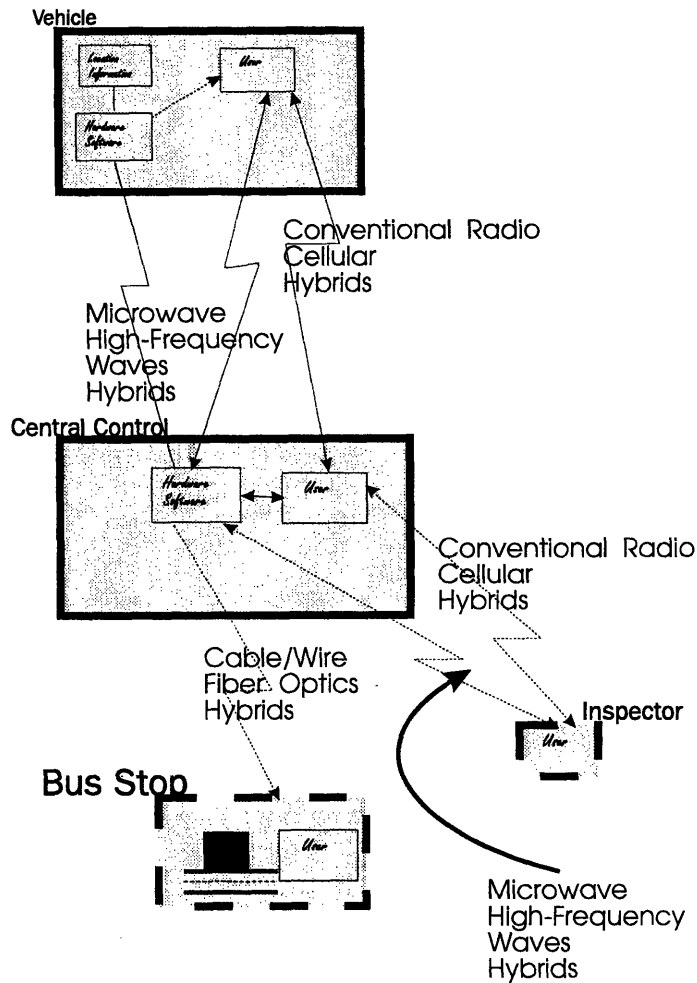 Vehicle
Location
Information
User
Hardware
Software
Conventional Radio
Cellular
Hybrids
Microwave
High-Frequency
Waves
Hybrids
Central Control
Hardware
Software
User
Conventional Radio
Cellular
Hybrids
Cable/Wire
Fiber Optics
Hybrids
Inspector
User
Bus Stop
User
Microwave
High-Frequency
Waves
Hybrids